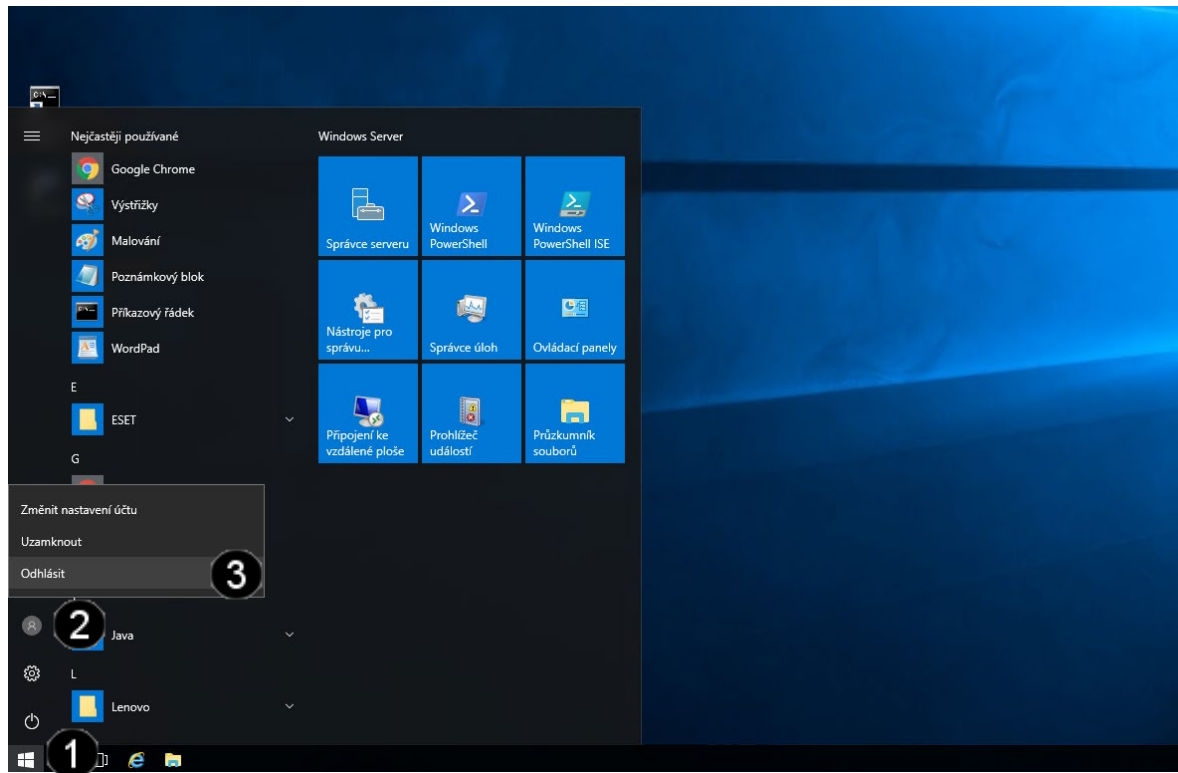 Nejčastěji používané
Windows Server
Google Chrome
Výstřižky
Malování
Poznámkový blok
Příkazový řádek
WordPad
E
ESET
G
Správce serveru
Windows
PowerShell
Windows
PowerShell ISE
Nástroje pro
správu...
Správce úloh
Ovládací panely
Připojení ke
vzdálené ploše
Prohlížeč
událostí
Průzkumník
souborů
Změnit nastavení účtu
Uzamknout
Odhlásit
3
2
Java
L
Lenovo
1